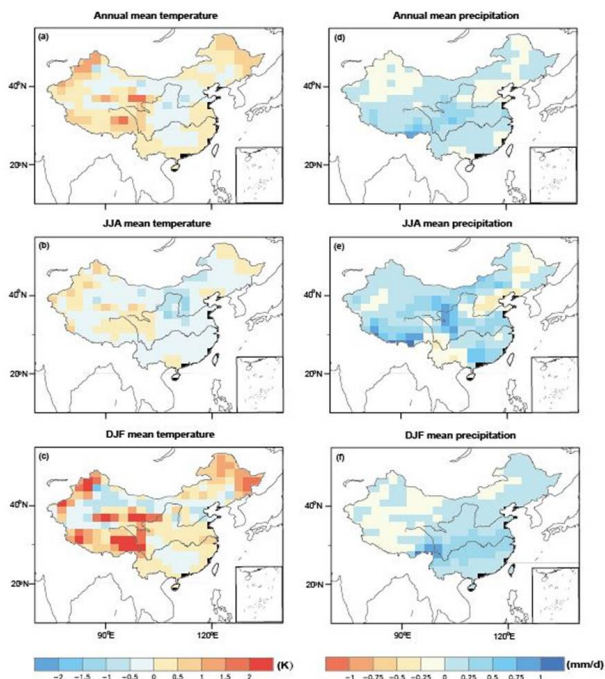 Annual mean temperature
Annual mean precipitation
(a)
(d)
40°N
40°N
20°N
20°N
JJA mean temperature
JJA mean precipitation
(b)
(e)
40°N
40°N
20°N
20°N
DJF mean temperature
DJF mean precipitation
(c)
(f)
40°N
40°N
20°N
20°N
90°E
120°E
90°E
120°E
-2 -1.5 -1 -0.5 0 0.5 1 1.5 2 (K)
-1 -0.75 -0.5 -0.25 0 0.25 0.5 0.75 1 (mm/d)